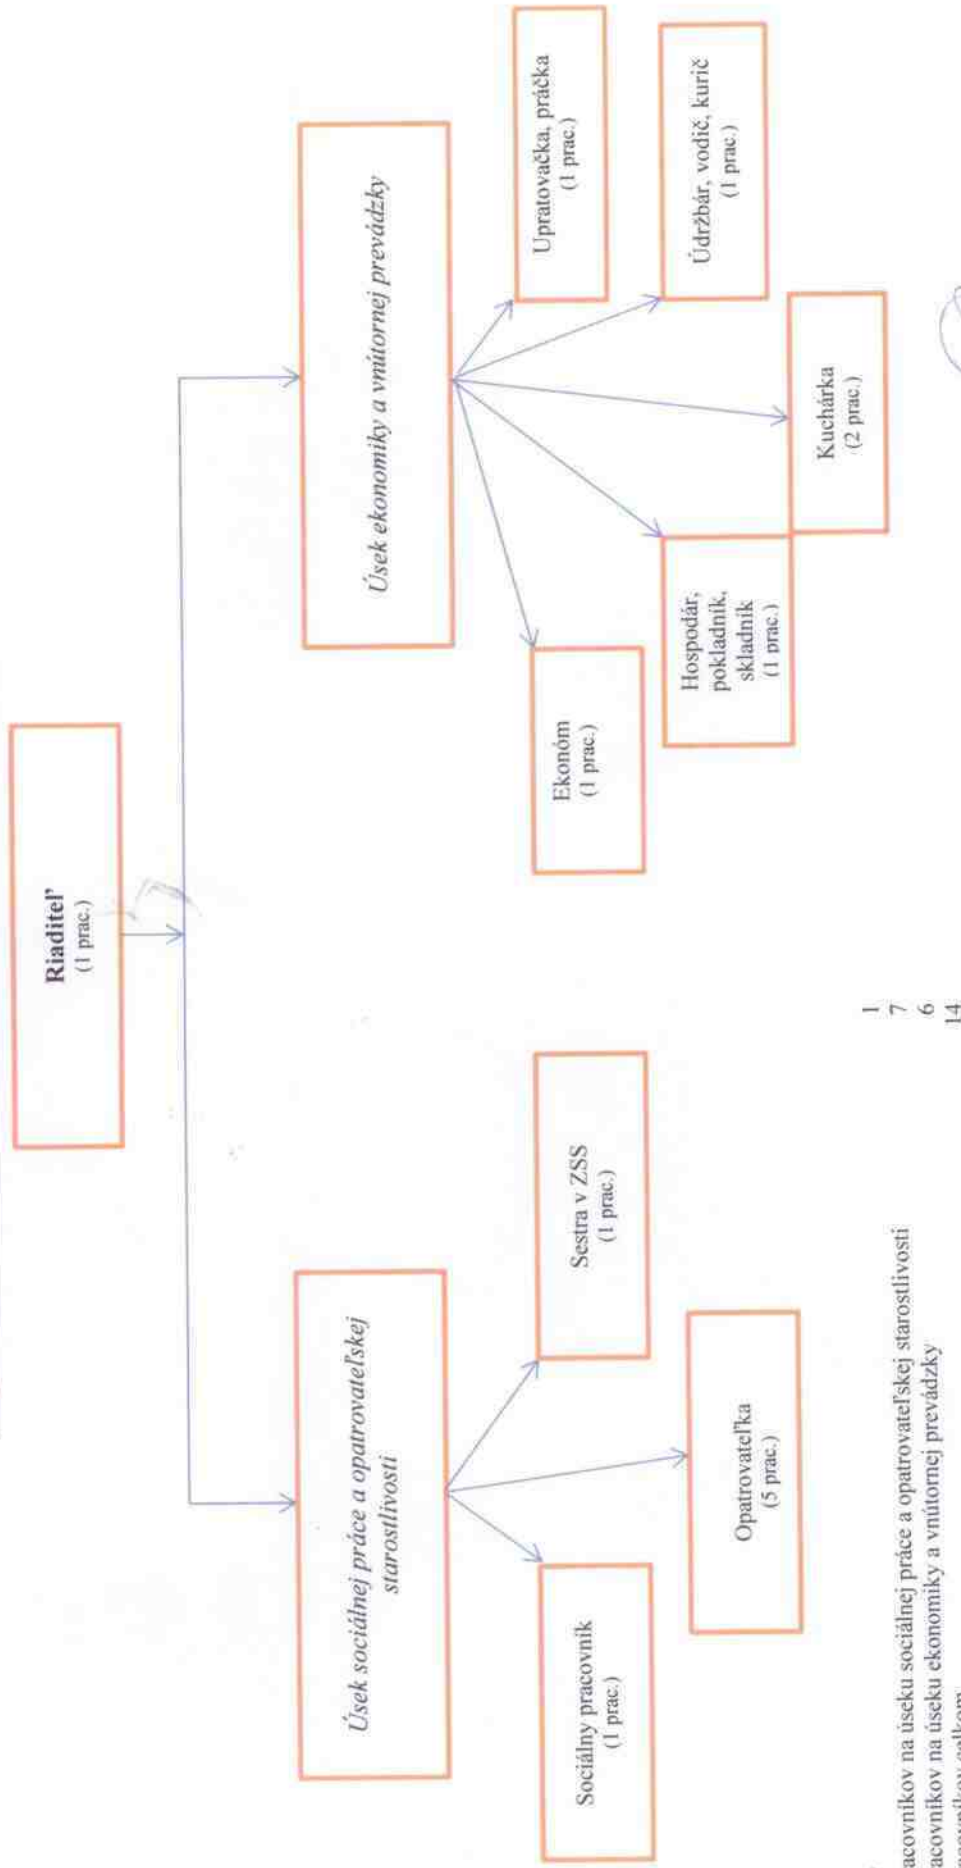 Riaditeľ
(1 prac.)
Úsek sociálnej práce a opatrovateľskej
starostlivosti
Úsek ekonomiky a vnútornej prevádzky
Sociálny pracovník
(1 prac.)
Opatrovateľka
(5 prac.)
Sestra v ZSS
(1 prac.)
Ekonóm
(1 prac.)
Hospodár,
pokladník,
skladník
(1 prac.)
Kuchárka
(2 prac.)
Údržbár, vodič, kurič
(1 prac.)
Upratovačka, práčka
(1 prac.)
1
acovníkov na úseku sociálnej práce a opatrovateľskej starostlivosti 7
acovníkov na úseku ekonomiky a vnútornej prevádzky 6
acovníkov celkom 14